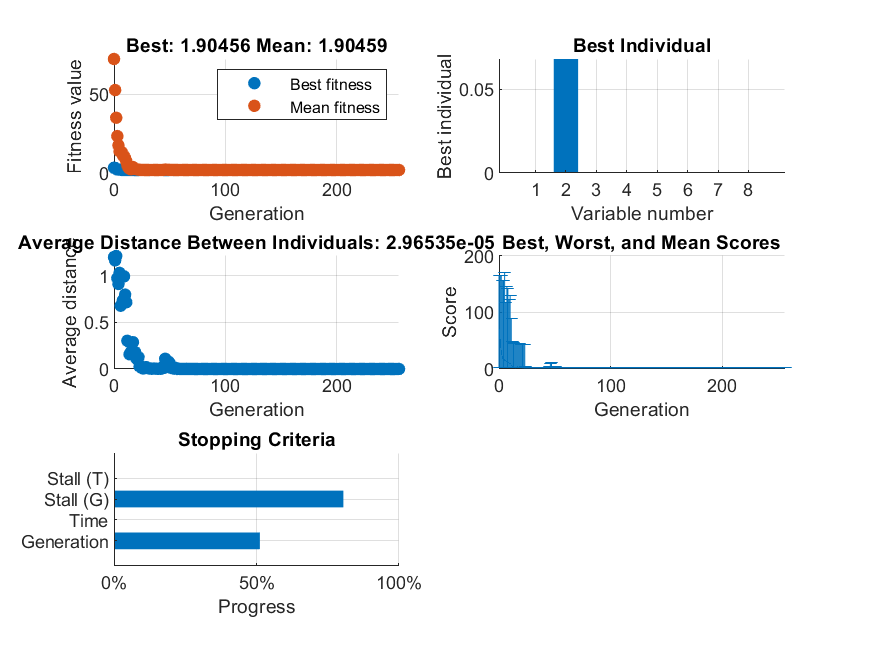 Best: 1.90456 Mean: 1.90459
Fitness value
50
0
Best fitness
Mean fitness
0 100 200
Generation
Best Individual
Best individual
0.05
0
1 2 3 4 5 6 7 8
Variable number
Average Distance Between Individuals: 2.96535e-05
Average distance
1
0.5
0
0 100 200
Generation
Best, Worst, and Mean Scores
Score
200
100
0
0 100 200
Generation
Stopping Criteria
Stall (T)
Stall (G)
Time
Generation
0% 50% 100%
Progress